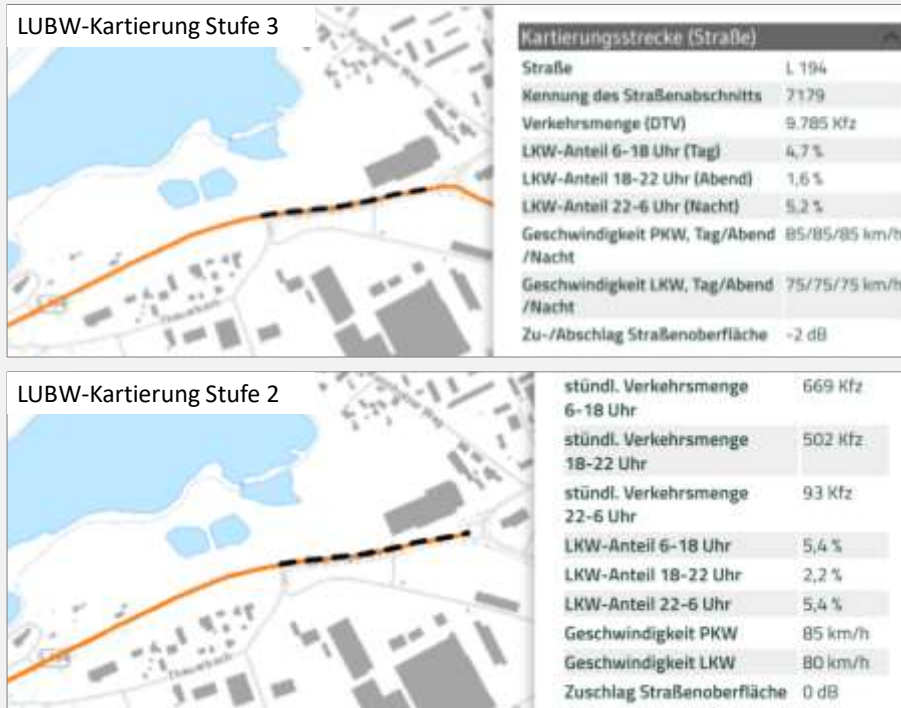 LUBW-Kartierung Stufe 3
Kartierungsstrecke (Straße)
Straße L 194
Kennung des Straßenabschnitts 7179
Verkehrsmenge (DTV) 9.785 Kfz
LKW-Anteil 6-18 Uhr (Tag) 4,7 %
LKW-Anteil 18-22 Uhr (Abend) 1,6 %
LKW-Anteil 22-6 Uhr (Nacht) 5,2 %
Geschwindigkeit PKW, Tag/Abend 85/85/85 km/h
/Nacht
Geschwindigkeit LKW, Tag/Abend 75/75/75 km/h
/Nacht
Zu-/Abschlag Straßenoberfläche -2 dB
LUBW-Kartierung Stufe 2
stündl. Verkehrsmenge 669 Kfz
6-18 Uhr
stündl. Verkehrsmenge 502 Kfz
18-22 Uhr
stündl. Verkehrsmenge 93 Kfz
22-6 Uhr
LKW-Anteil 6-18 Uhr 5,4 %
LKW-Anteil 18-22 Uhr 2,2 %
LKW-Anteil 22-6 Uhr 5,4 %
Geschwindigkeit PKW 85 km/h
Geschwindigkeit LKW 80 km/h
Zuschlag Straßenoberfläche 0 dB